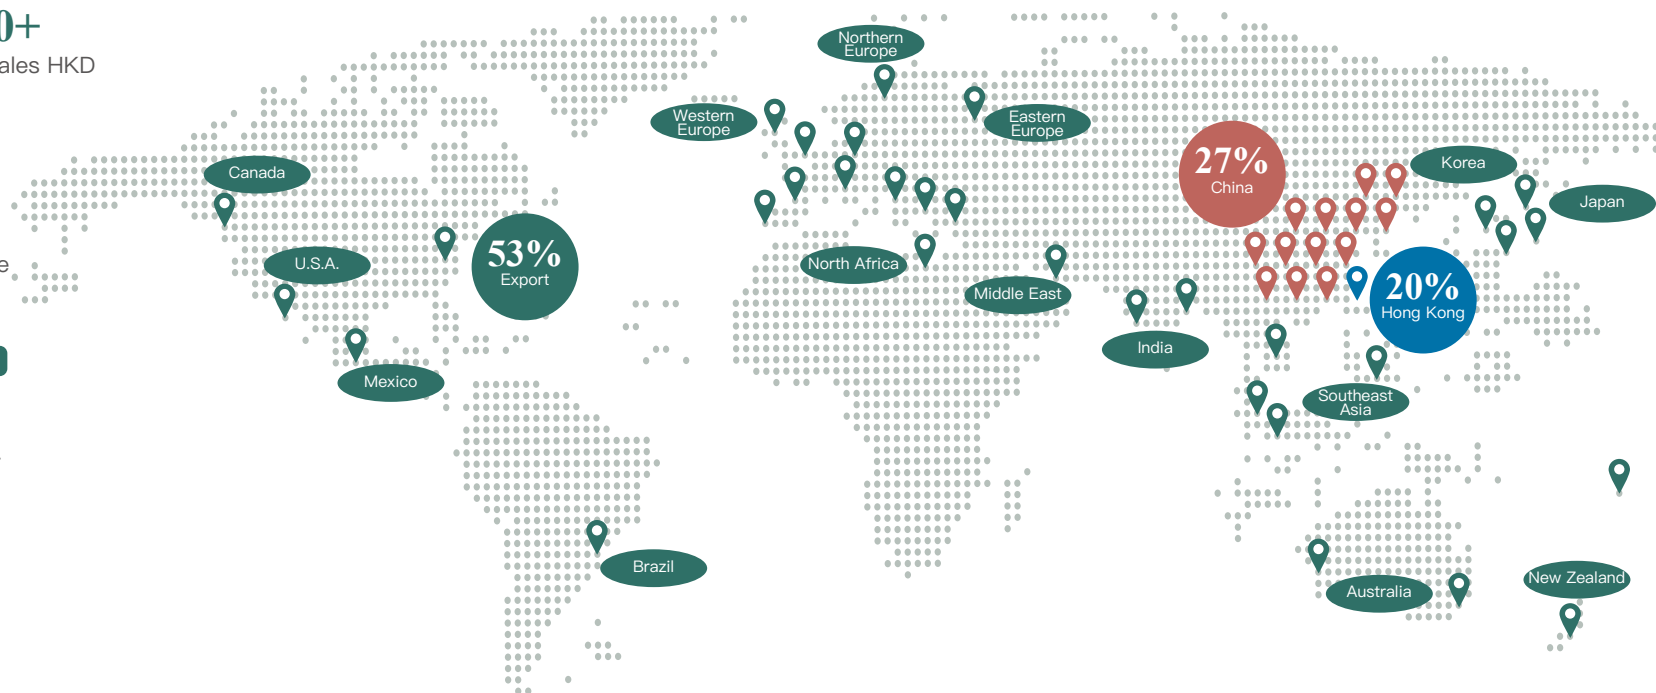 0+
ales HKD
Northern
Europe
Western
Europe
Eastern
Europe
27%
China
Korea
Canada
Japan
U.S.A.
53%
Export
North Africa
Middle East
20%
Hong Kong
e
India
Mexico
Southeast
Asia
Brazil
Australia
New Zealand